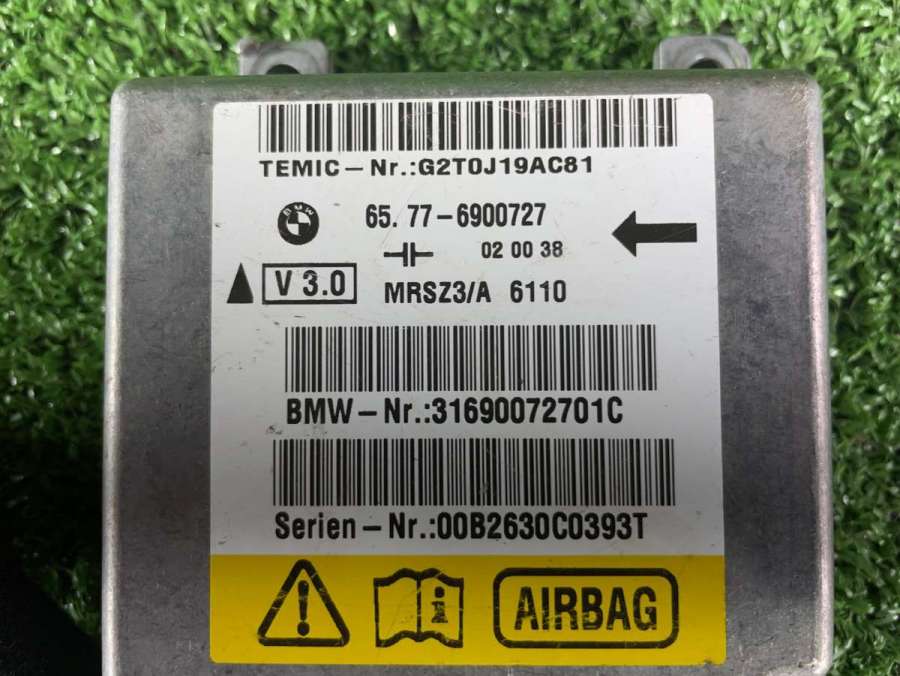 TEMIC-Nr.:G2T0J19AC81
BMW
65. 77-6900727
02 00 38
V 3.0
MRSZ3/A 6110
BMW-Nr.:31690072701C
Serien-Nr.:00B2630C0393T
AIRBAG